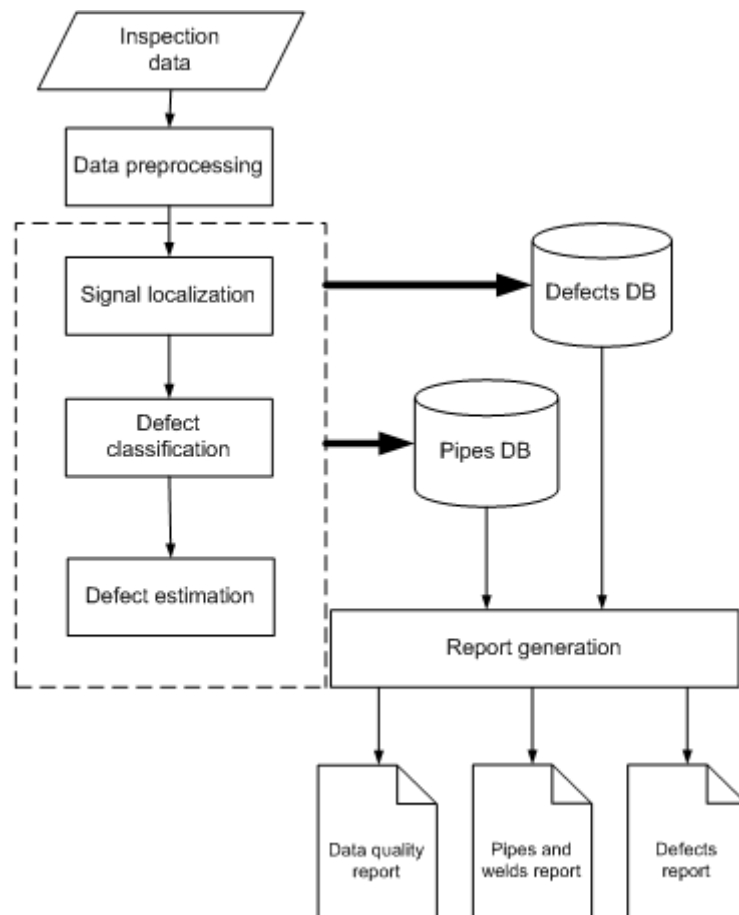 Inspection
data
Data preprocessing
Signal localization
Defects DB
Defect
classification
Pipes DB
Defect estimation
Report generation
Data quality
report
Pipes and
welds report
Defects
report